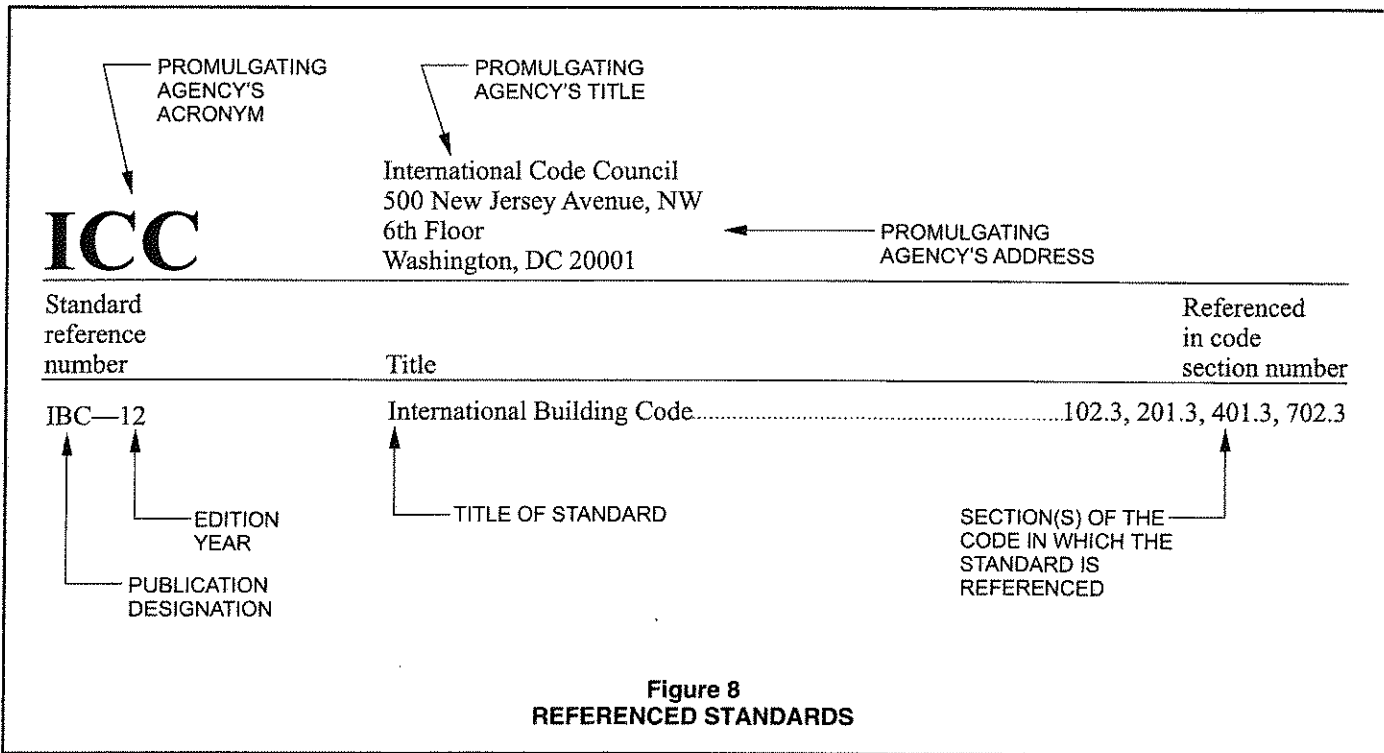 PROMULGATING
AGENCY'S
ACRONYM
PROMULGATING
AGENCY'S TITLE
ICC
International Code Council
500 New Jersey Avenue, NW
6th Floor
Washington, DC 20001
PROMULGATING
AGENCY'S ADDRESS
Standard
reference
number
Title
Referenced
in code
section number
IBC—12
International Building Code..............................................................102.3, 201.3, 401.3, 702.3
EDITION
YEAR
PUBLICATION
DESIGNATION
TITLE OF STANDARD
SECTION(S) OF THE
CODE IN WHICH THE
STANDARD IS
REFERENCED
Figure 8
REFERENCED STANDARDS